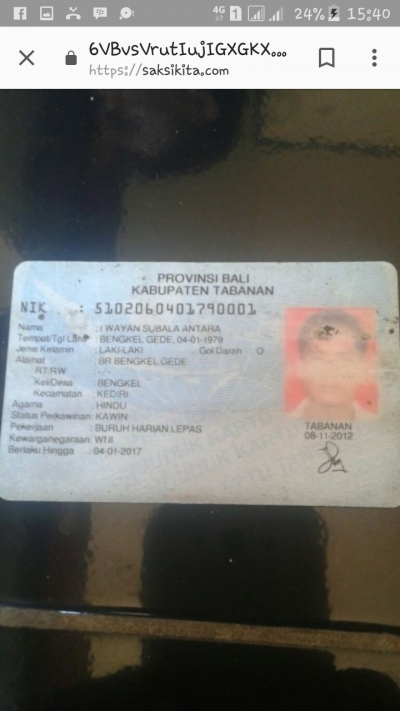 4G 1 24% 15:40
6VBvsVrutIujIGXGKX...
https://saksikita.com
PROVINSI BALI
KABUPATEN TABANAN
NIK : 5102060401790001
Nama : I WAYAN SUBALA ANTARA
Tempat/Tgl Lahir : BENGKEL GEDE, 04-01-1979
Jenis Kelamin : LAKI-LAKI Gol Darah O
Alamat : BR BENGKEL GEDE
RT.RW : -/-
Kel/Desa : BENGKEL
Kecamatan : KEDIRI
Agama : HINDU
Status Perkawinan: KAWIN
Pekerjaan : BURUH HARIAN LEPAS
Kewarganegaraan: WNI
Berlaku Hingga : 04-01-2017
TABANAN
08-11-2012